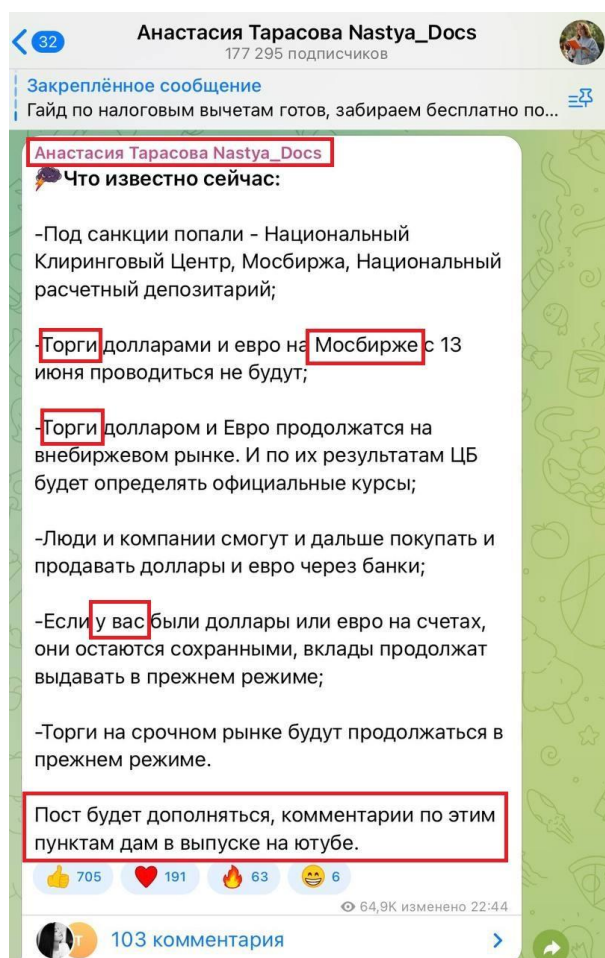 32
Анастасия Тарасова Nastya_Docs
177 295 подписчиков
Закреплённое сообщение
Гайд по налоговым вычетам готов, забираем бесплатно по...
Анастасия Тарасова Nastya_Docs
Что известно сейчас:
-Под санкции попали - Национальный
Клиринговый Центр, Мосбиржа, Национальный
расчетный депозитарий;
-Торги долларами и евро на Мосбирже с 13
июня проводиться не будут;
-Торги долларом и Евро продолжатся на
внебиржевом рынке. И по их результатам ЦБ
будет определять официальные курсы;
-Люди и компании смогут и дальше покупать и
продавать доллары и евро через банки;
-Если у вас были доллары или евро на счетах,
они остаются сохранными, вклады продолжат
выдавать в прежнем режиме;
-Торги на срочном рынке будут продолжаться в
прежнем режиме.
Пост будет дополняться, комментарии по этим
пунктам дам в выпуске на ютубе.
705 191 63 6
64,9K изменено 22:44
103 комментария